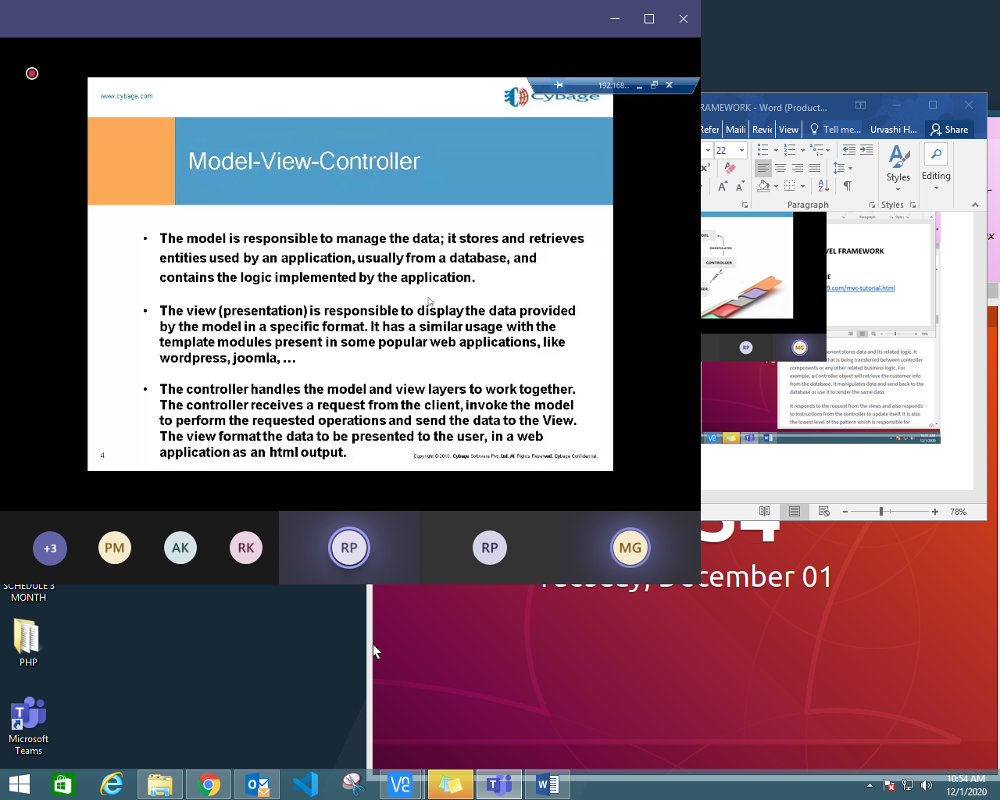 192.168...
www.cybage.com
Cybage
Model-View-Controller
• The model is responsible to manage the data; it stores and retrieves
entities used by an application, usually from a database, and
contains the logic implemented by the application.
• The view (presentation) is responsible to display the data provided
by the model in a specific format. It has a similar usage with the
template modules present in some popular web applications, like
wordpress, joomla, ...
• The controller handles the model and view layers to work together.
The controller receives a request from the client, invoke the model
to perform the requested operations and send the data to the View.
The view format the data to be presented to the user, in a web
application as an html output.
4
Copyright ©2010. Cybage Software Pvt. Ltd. All Rights Reserved. Cybage Confidential.
+3
PM
AK
RK
RP
RP
MG
RAMEWORK - Word (Product...
Refer
Maili
Revie
View
Tell me...
Urvashi H...
Share
22
Styles
Editing
Paragraph
Styles
MANIPULATES
CONTROLLER
VEL FRAMEWORK
RE
9.com/mvc-tutorial.html
RP
MG
onent stores data and its related logic. It
that is being transferred between controller
components or any other related business logic. For
example, a Controller object will retrieve the customer info
from the database. It manipulates data and send back to the
database or use it to render the same data.
It responds to the request from the views and also responds
to instructions from the controller to update itself. It is also
the lowest level of the pattern which is responsible for
78%
Tuesday, December 01
SCHEDULE 3
MONTH
PHP
Microsoft
Teams
10:54 AM
12/1/2020